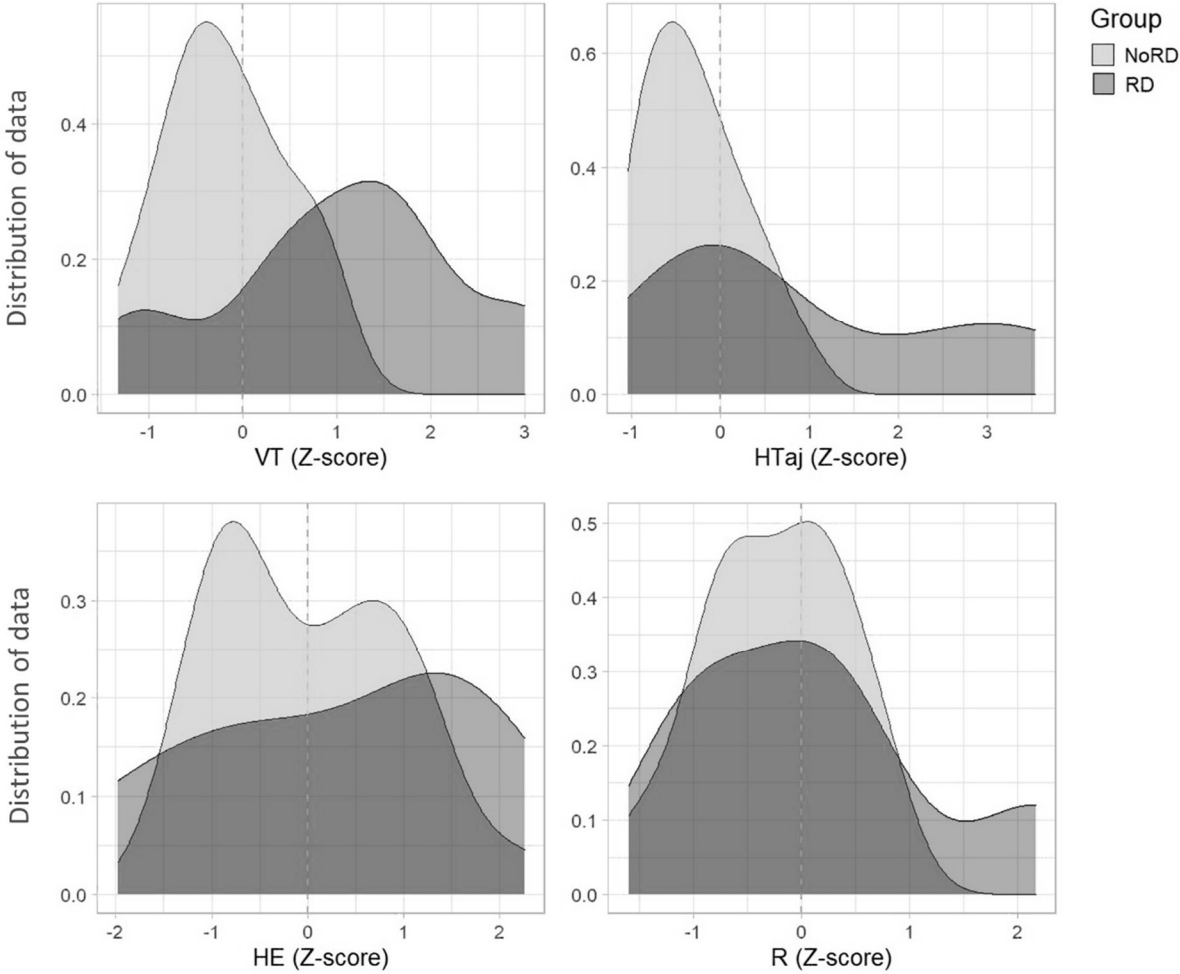 Group
NoRD
RD
Distribution of data
0.4
0.2
0.0
-1 0 1 2 3
VT (Z-score)
0.6
0.4
0.2
0.0
-1 0 1 2 3
HTaj (Z-score)
Distribution of data
0.3
0.2
0.1
0.0
-2 -1 0 1 2
HE (Z-score)
0.5
0.4
0.3
0.2
0.1
0.0
-1 0 1 2
R (Z-score)